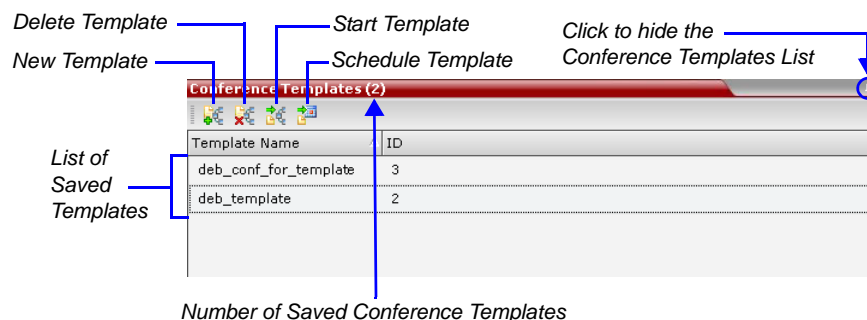 Delete Template
Start Template
Click to hide the
Conference Templates List
New Template
Schedule Template
Conference Templates (2)
Template Name
ID
List of
Saved
Templates
deb_conf_for_template 3
deb_template 2
Number of Saved Conference Templates